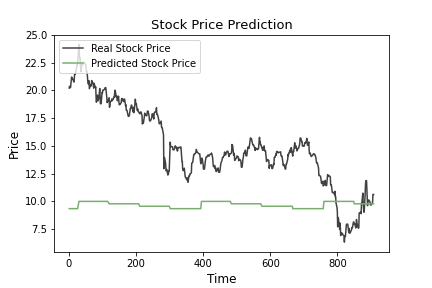 Stock Price Prediction
Real Stock Price
Predicted Stock Price
Price
25.0
22.5
20.0
17.5
15.0
12.5
10.0
7.5
0 200 400 600 800
Time